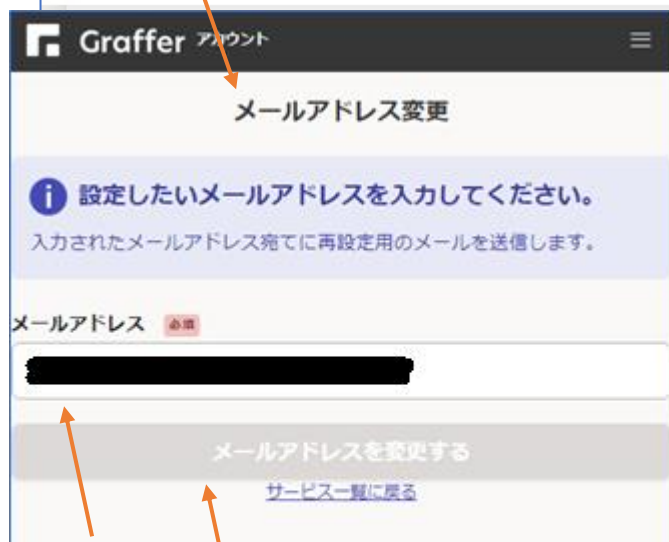 Graffer アカウント
メールアドレス変更
設定したいメールアドレスを入力してください。
入力されたメールアドレス宛てに再設定用のメールを送信します。
メールアドレス 必須
メールアドレスを変更する
サービス一覧に戻る